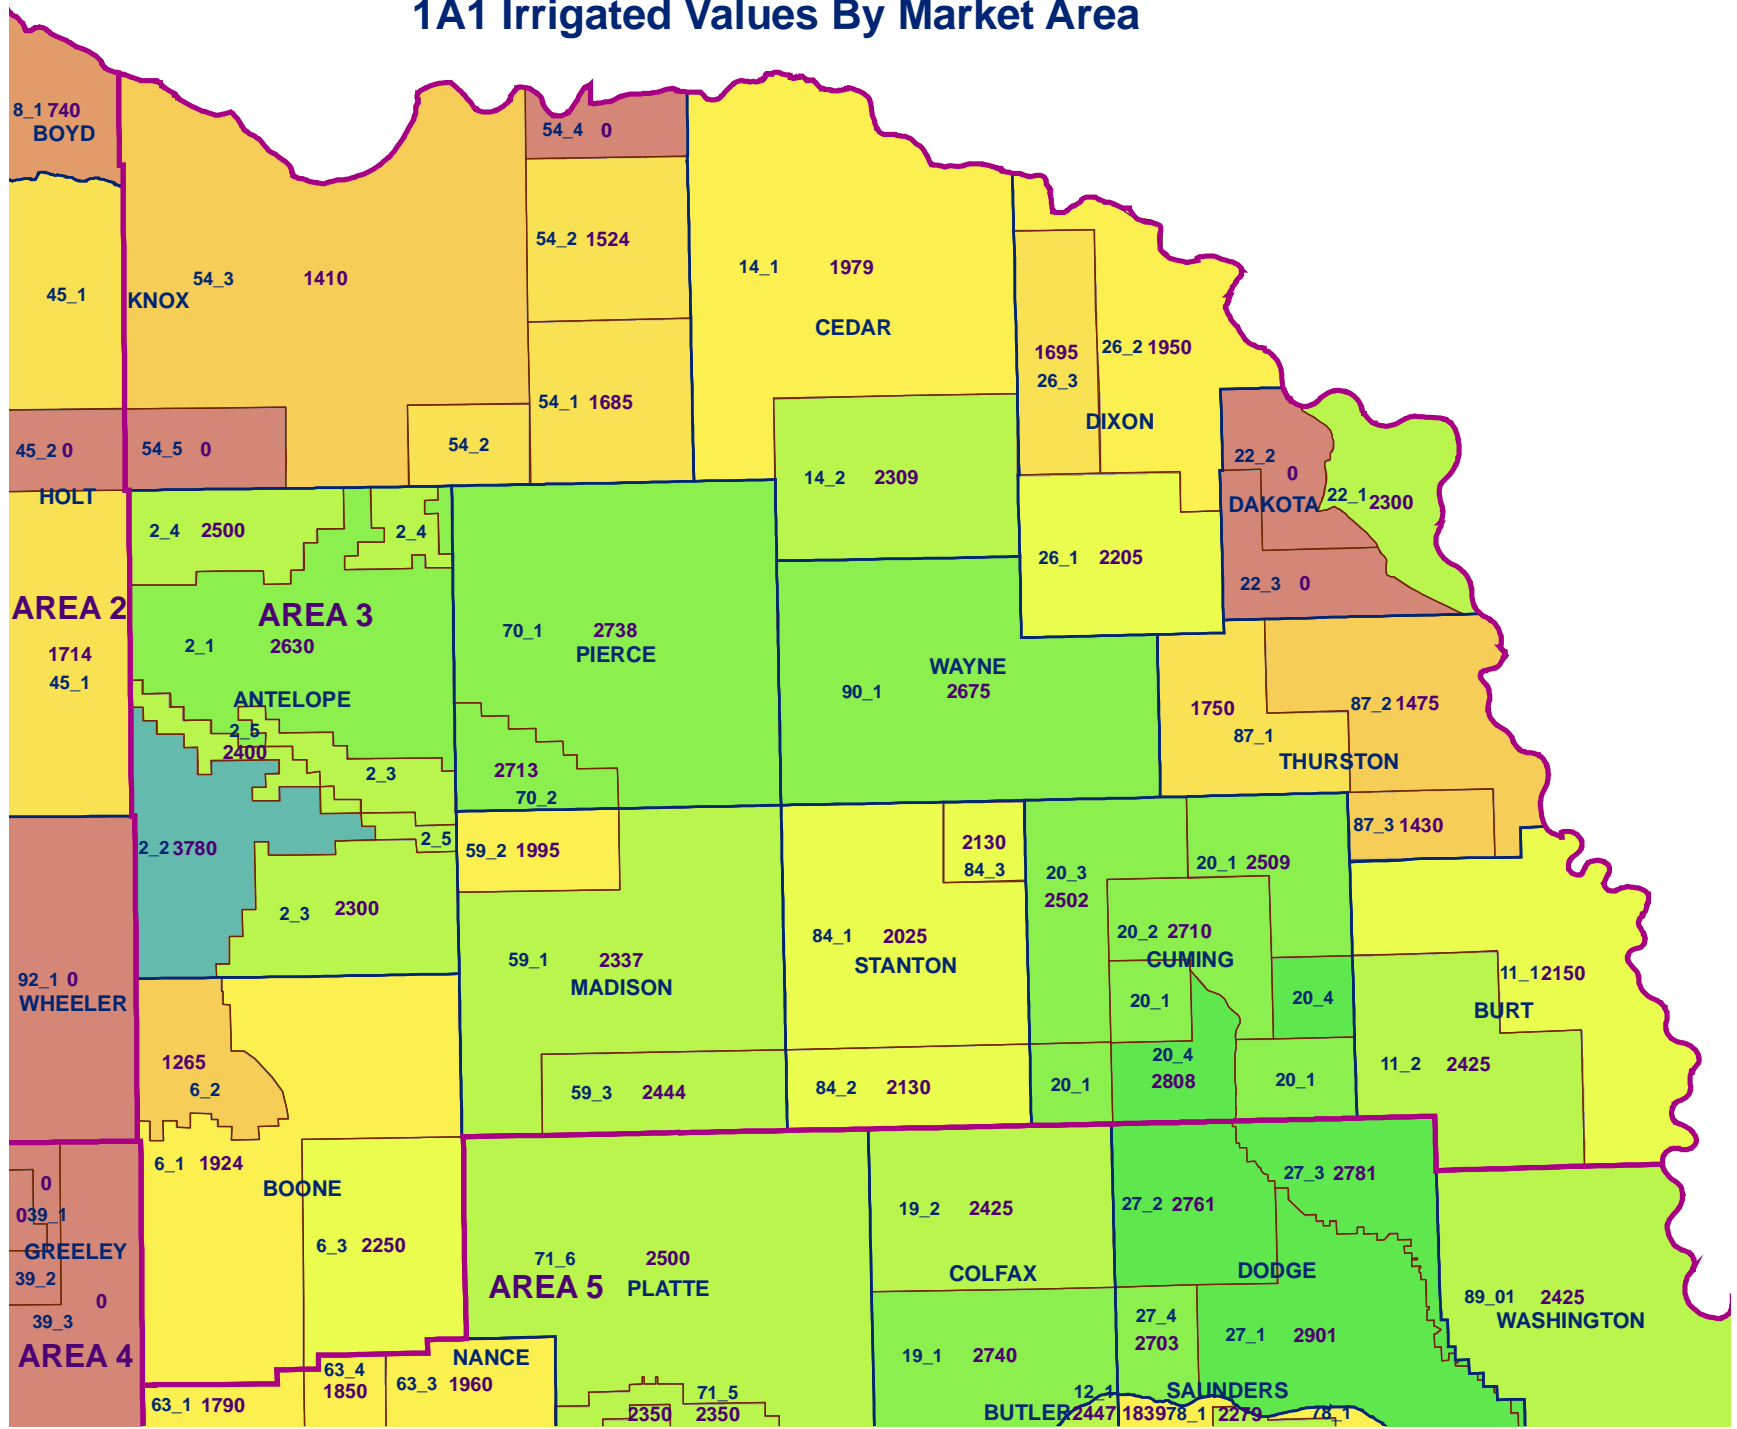 1A1 Irrigated Values By Market Area
8_1 740
BOYD
54_4 0
54_2 1524
14_1 1979
54_3 1410
45_1
KNOX
CEDAR
26_2 1950
1695
26_3
54_1 1685
DIXON
54_2
45_2 0
54_5 0
22_2
0
14_2 2309
HOLT
22_1 2300
DAKOTA
2_4 2500
2_4
26_1 2205
22_3 0
AREA 2
AREA 3
70_1 2738
PIERCE
2_1 2630
1714
45_1
WAYNE
90_1 2675
ANTELOPE
87_2 1475
1750
87_1
2_5
2400
THURSTON
2713
70_2
2_3
87_3 1430
2_2 3780
2_5
59_2 1995
2130
84_3
20_3
2502
20_1 2509
2_3 2300
20_2 2710
CUMING
84_1 2025
STANTON
59_1 2337
MADISON
92_1 0
WHEELER
11_1 2150
20_1
20_4
BURT
1265
6_2
20_4
2808
11_2 2425
59_3 2444
84_2 2130
20_1
20_1
6_1 1924
BOONE
27_3 2781
0
0 39_1
19_2 2425
27_2 2761
6_3 2250
GREELEY
39_2
71_6 2500
AREA 5 PLATTE
COLFAX
DODGE
0
39_3
89_01 2425
WASHINGTON
27_4
2703
27_1 2901
AREA 4
NANCE
19_1 2740
63_4
1850
63_3 1960
63_1 1790
71_5
2350 2350
12_1
SAUNDERS
BUTLER 2447 1839 78_1 2279 78_1